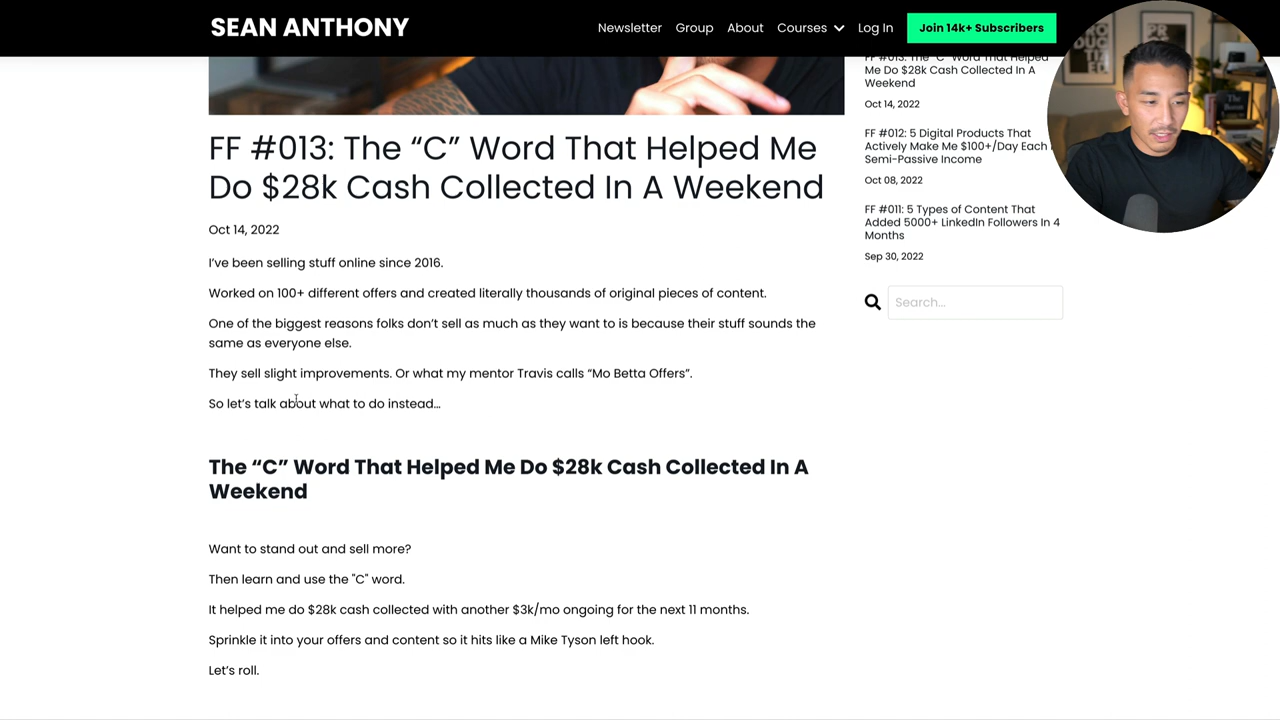 SEAN ANTHONY
Newsletter Group About Courses Log In Join 14k+ Subscribers
FF #013: The “C” Word That Helped Me Do $28k Cash Collected In A Weekend
Oct 14, 2022
I’ve been selling stuff online since 2016.
Worked on 100+ different offers and created literally thousands of original pieces of content.
One of the biggest reasons folks don’t sell as much as they want to is because their stuff sounds the
same as everyone else.
They sell slight improvements. Or what my mentor Travis calls “Mo Betta Offers”.
So let’s talk about what to do instead…
The “C” Word That Helped Me Do $28k Cash Collected In A
Weekend
Want to stand out and sell more?
Then learn and use the "C" word.
It helped me do $28k cash collected with another $3k/mo ongoing for the next 11 months.
Sprinkle it into your offers and content so it hits like a Mike Tyson left hook.
Let’s roll.
FF #013: The "C" Word That Helped
Me Do $28k Cash Collected In A
Weekend
Oct 14, 2022
FF #012: 5 Digital Products That
Actively Make Me $100+/Day Each
Semi-Passive Income
Oct 08, 2022
FF #011: 5 Types of Content That
Added 5000+ LinkedIn Followers In 4
Months
Sep 30, 2022
Search...